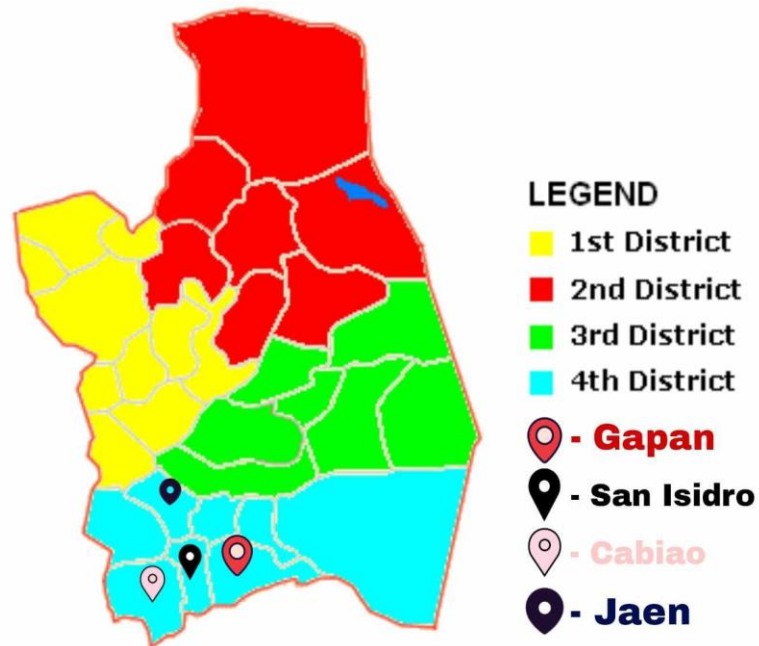 LEGEND
1st District
2nd District
3rd District
4th District
- Gapan
- San Isidro
- Cabiao
- Jaen